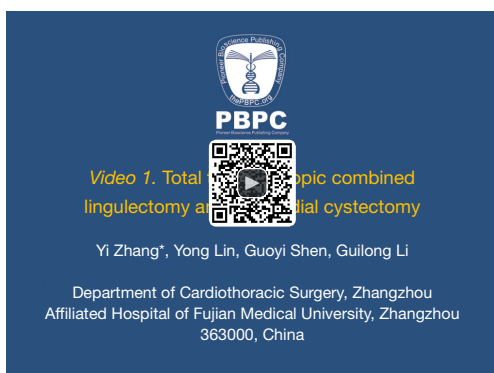 Pioneer Bioscience Publishing Company
thePBPC.org
PBPC
Pioneer Bioscience Publishing Company
Video 1. Total opic combined
lingulectomy dial cystectomy
Yi Zhang*, Yong Lin, Guoyi Shen, Guilong Li
Department of Cardiothoracic Surgery, Zhangzhou
Affiliated Hospital of Fujian Medical University, Zhangzhou
363000, China